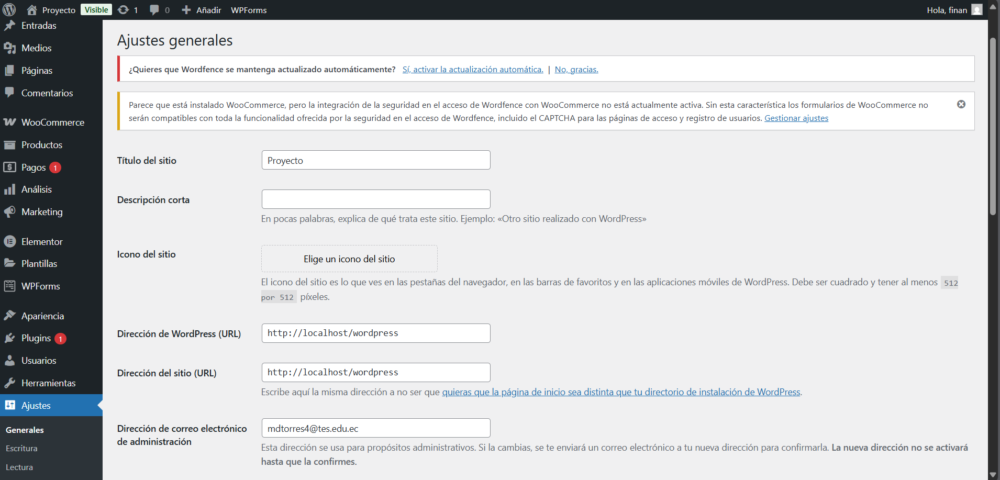 Proyecto Visible 1 0 Añadir WPForms Hola, finan
Entradas
Medios
Páginas
Comentarios
WooCommerce
Productos
Pagos 1
Análisis
Marketing
Elementor
Plantillas
WPForms
Apariencia
Plugins 1
Usuarios
Herramientas
Ajustes
Generales
Escritura
Lectura
Ajustes generales
¿Quieres que Wordfence se mantenga actualizado automáticamente? Sí, activar la actualización automática. | No, gracias.
Parece que está instalado WooCommerce, pero la integración de la seguridad en el acceso de Wordfence con WooCommerce no está actualmente activa. Sin esta característica los formularios de WooCommerce no
serán compatibles con toda la funcionalidad ofrecida por la seguridad en el acceso de Wordfence, incluido el CAPTCHA para las páginas de acceso y registro de usuarios. Gestionar ajustes
Título del sitio
Proyecto
Descripción corta
En pocas palabras, explica de qué trata este sitio. Ejemplo: «Otro sitio realizado con WordPress»
Icono del sitio
Elige un icono del sitio
El icono del sitio es lo que ves en las pestañas del navegador, en las barras de favoritos y en las aplicaciones móviles de WordPress. Debe ser cuadrado y tener al menos 512
por 512 píxeles.
Dirección de WordPress (URL)
http://localhost/wordpress
Dirección del sitio (URL)
http://localhost/wordpress
Escribe aquí la misma dirección a no ser que quieras que la página de inicio sea distinta que tu directorio de instalación de WordPress.
Dirección de correo electrónico
de administración
mdtorres4@tes.edu.ec
Esta dirección se usa para propósitos administrativos. Si la cambias, se te enviará un correo electrónico a tu nueva dirección para confirmarla. La nueva dirección no se activará
hasta que la confirmes.